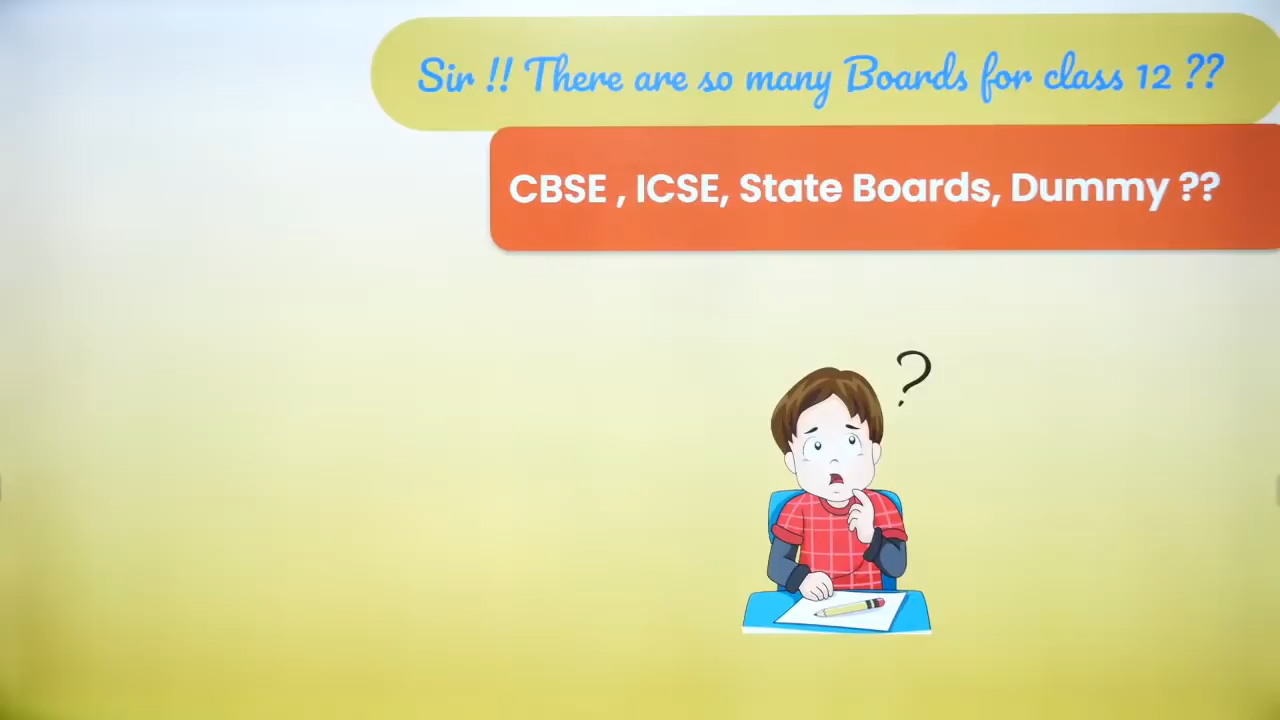 Sir !! There are so many Boards for class 12 ??
CBSE , ICSE, State Boards, Dummy ??
?